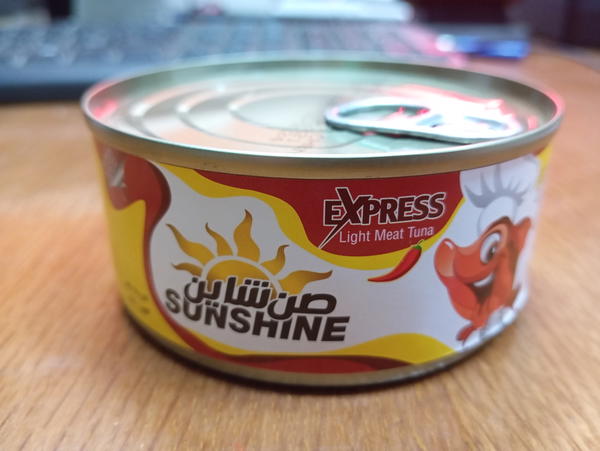 EXPRESS
Light Meat Tuna
صن شاين
SUNSHINE